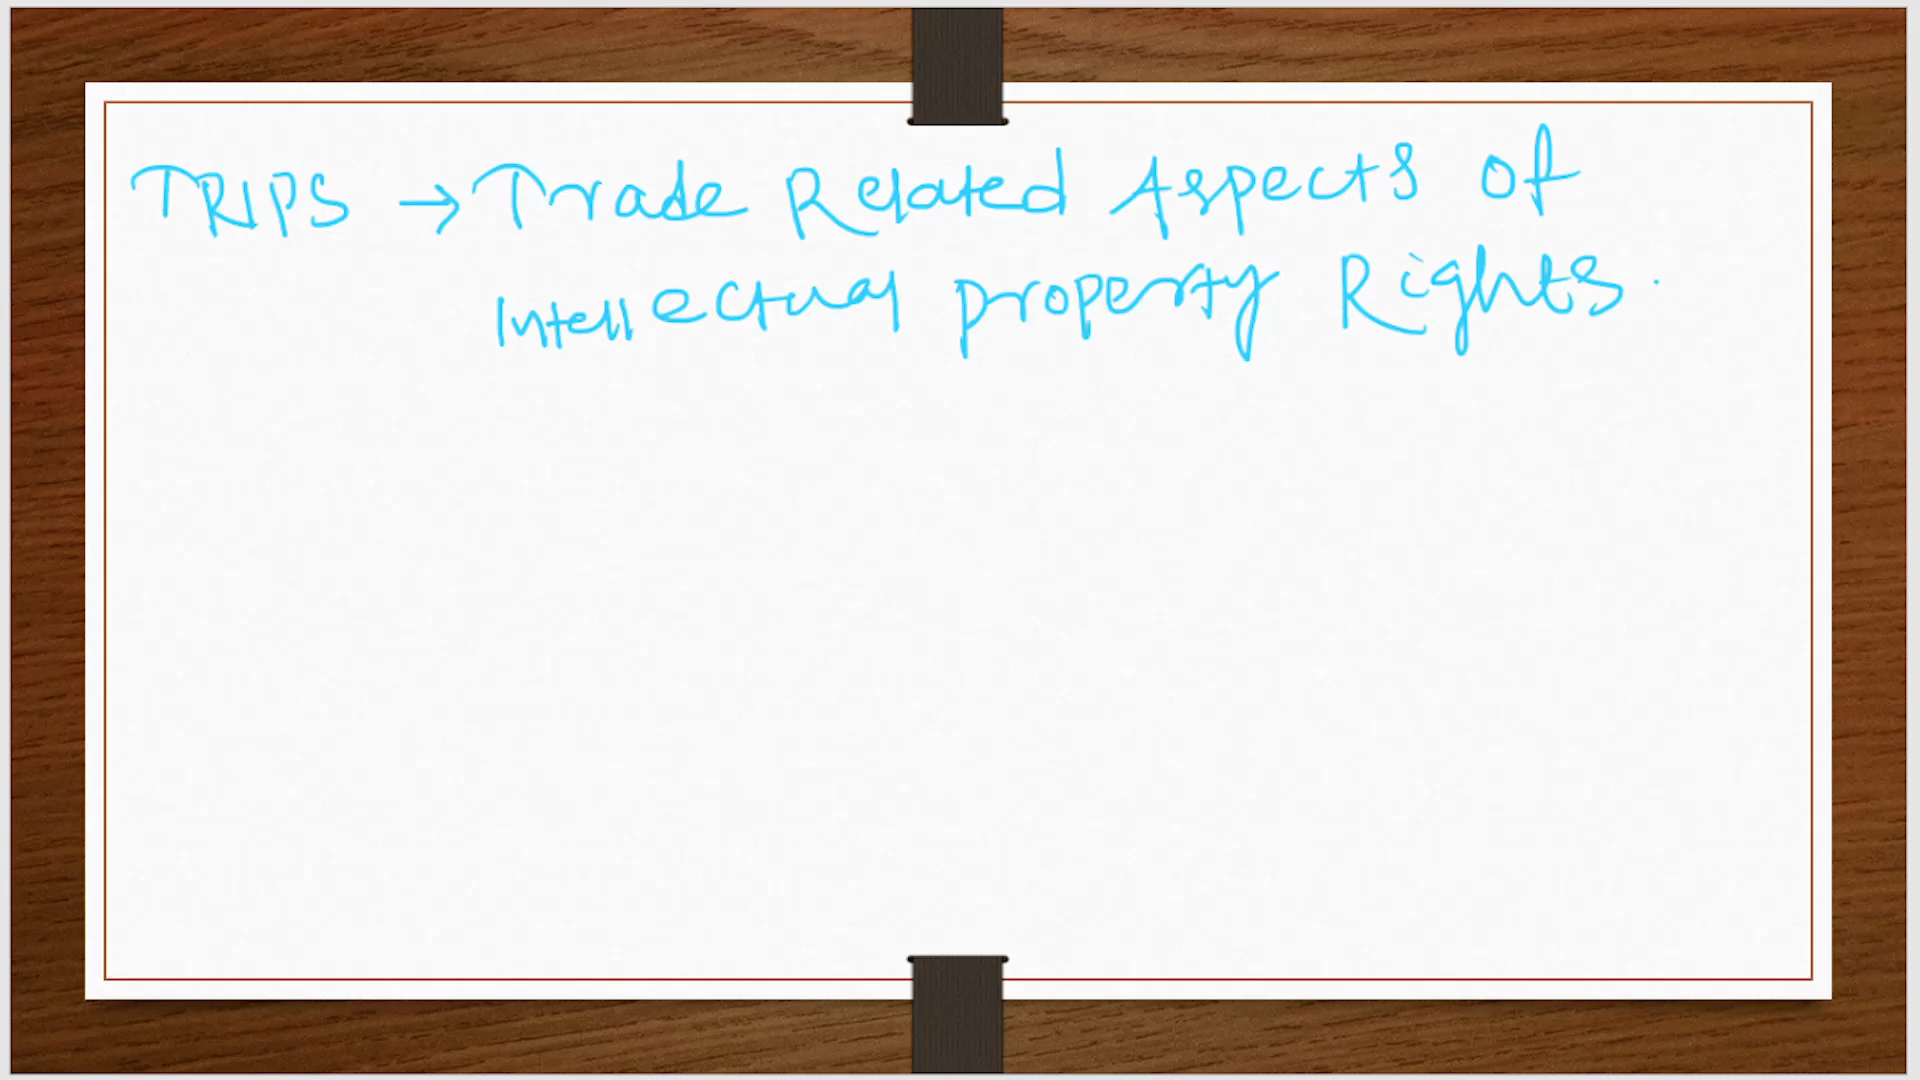 TRIPS → Trade Related Aspects of
Intellectual property Rights.